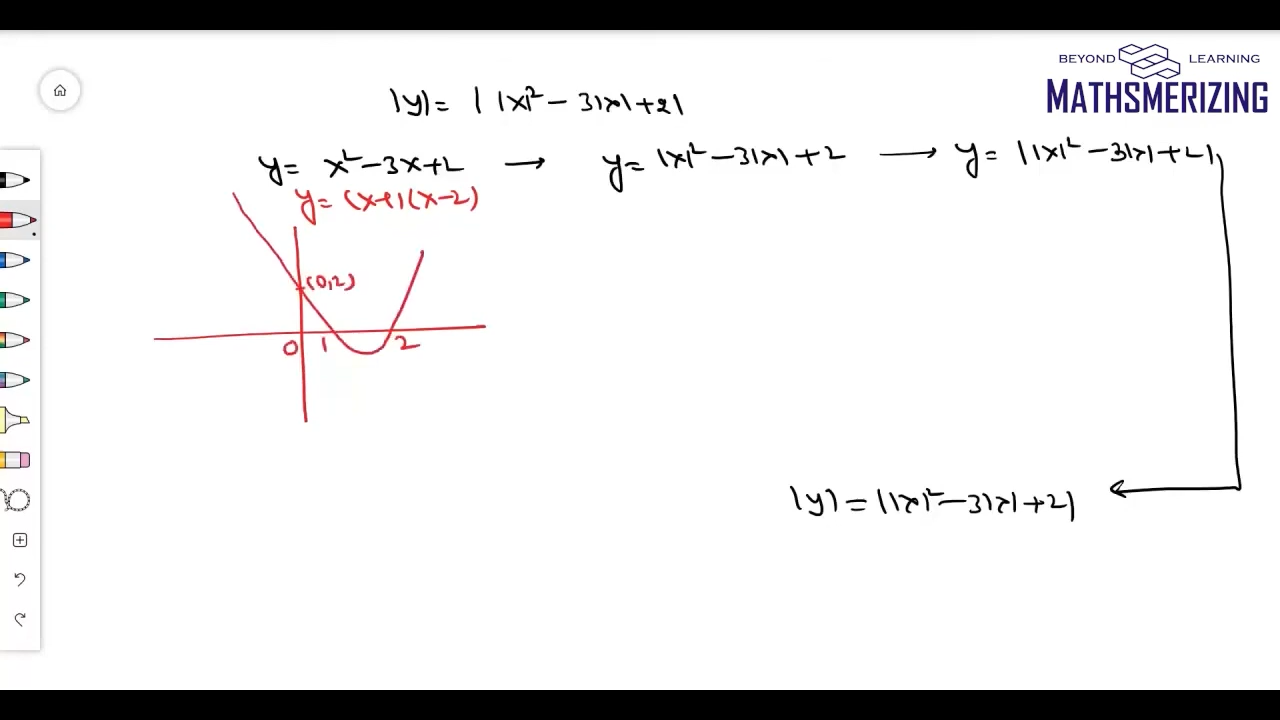 BEYOND LEARNING
MATHSMERIZING
|y| = | |x|² - 3|x| + 2|
y = x² - 3x + 2 → y = |x|² - 3|x| + 2 → y = ||x|² - 3|x| + 2|
y = (x-1)(x-2)
(0,2)
0 1 2
|y| = ||x|² - 3|x| + 2|